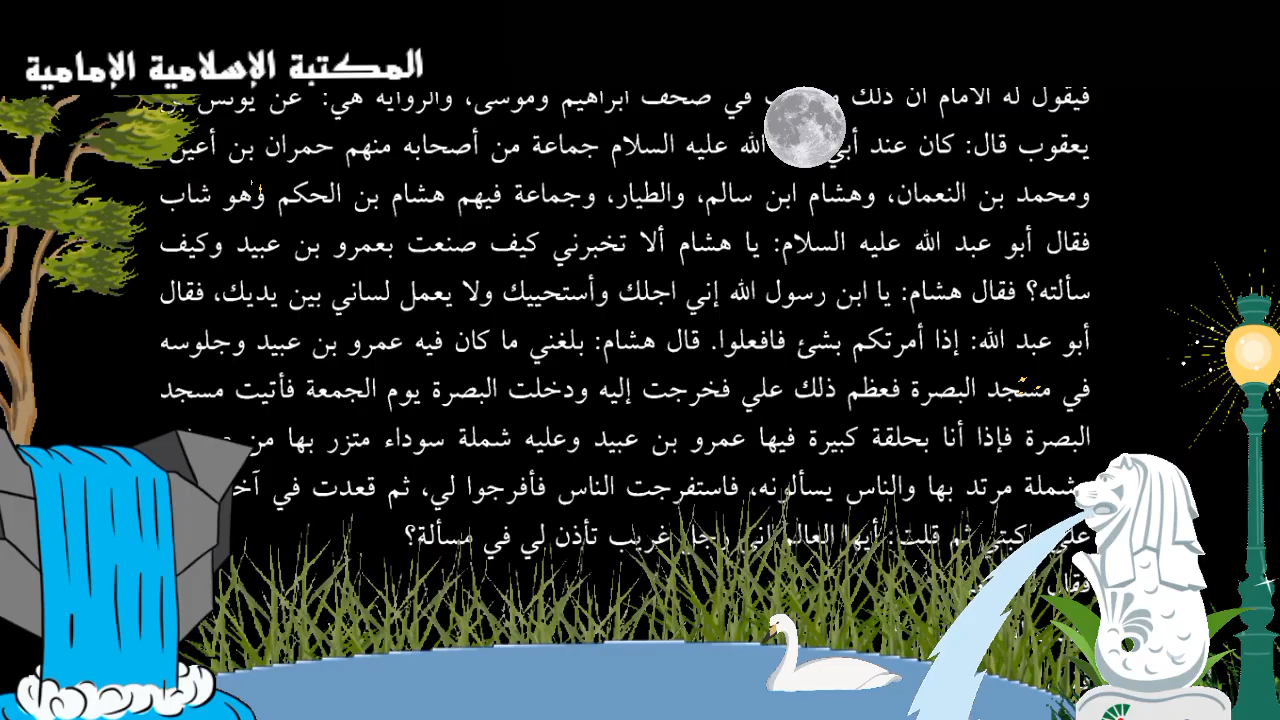 المكتبة الإسلامية الإمامية
فيقول له الامام ان ذلك في صحف ابراهيم وموسى، والرواية هي: عن يونس بن
يعقوب قال: كان عند أبي الله عليه السلام جماعة من أصحابه منهم حمران بن أعين
ومحمد بن النعمان، وهشام ابن سالم، والطيار، وجماعة فيهم هشام بن الحكم وهو شاب
فقال أبو عبد الله عليه السلام: يا هشام ألا تخبرني كيف صنعت بعمرو بن عبيد وكيف
سألته؟ فقال هشام: يا ابن رسول الله إني اجلك وأستحييك ولا يعمل لساني بين يديك، فقال
أبو عبد الله: إذا أمرتكم بشئ فافعلوا. قال هشام: بلغني ما كان فيه عمرو بن عبيد وجلوسه
في مسجد البصرة فعظم ذلك علي فخرجت إليه ودخلت البصرة يوم الجمعة فأتيت مسجد
البصرة فإذا أنا بحلقة كبيرة فيها عمرو بن عبيد وعليه شملة سوداء متزر بها من
وشملة مرتد بها والناس يسألونه، فاستفرجت الناس فأفرجوا لي، ثم قعدت في
على ركبتي ثم قلت: أيها العالم اني رجل غريب تأذن لي في مسألة؟
فقال